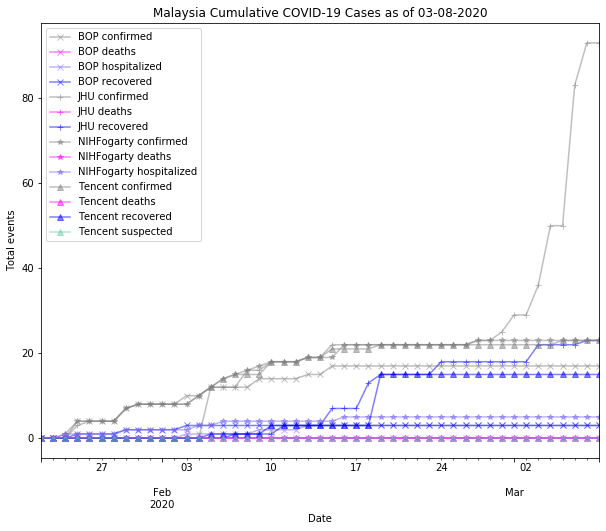 Malaysia Cumulative COVID-19 Cases as of 03-08-2020
BOP confirmed
BOP deaths
BOP hospitalized
BOP recovered
JHU confirmed
JHU deaths
JHU recovered
NIHFogarty confirmed
NIHFogarty deaths
NIHFogarty hospitalized
Tencent confirmed
Tencent deaths
Tencent recovered
Tencent suspected
Total events
80
60
40
20
0
27 03 10 17 24 02
Feb Mar
2020
Date